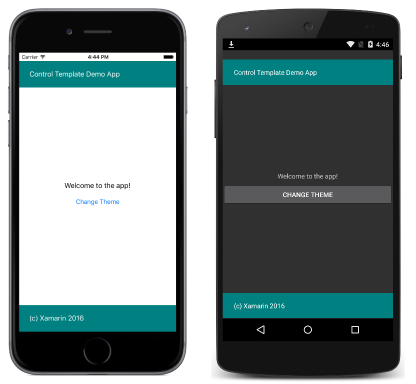 Carrier 4:44 PM
Control Template Demo App
Welcome to the app!
Change Theme
(c) Xamarin 2016
4:46
Control Template Demo App
Welcome to the app!
CHANGE THEME
(c) Xamarin 2016